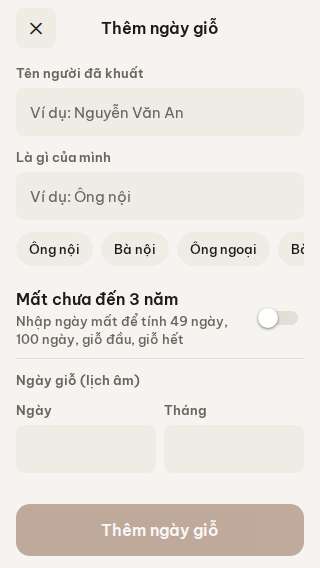 Thêm ngày giỗ
Tên người đã khuất
Ví dụ: Nguyễn Văn An
Là gì của mình
Ví dụ: Ông nội
Ông nội Bà nội Ông ngoại
Mất chưa đến 3 năm
Nhập ngày mất để tính 49 ngày,
100 ngày, giỗ đầu, giỗ hết
Ngày giỗ (lịch âm)
Ngày Tháng
Thêm ngày giỗ